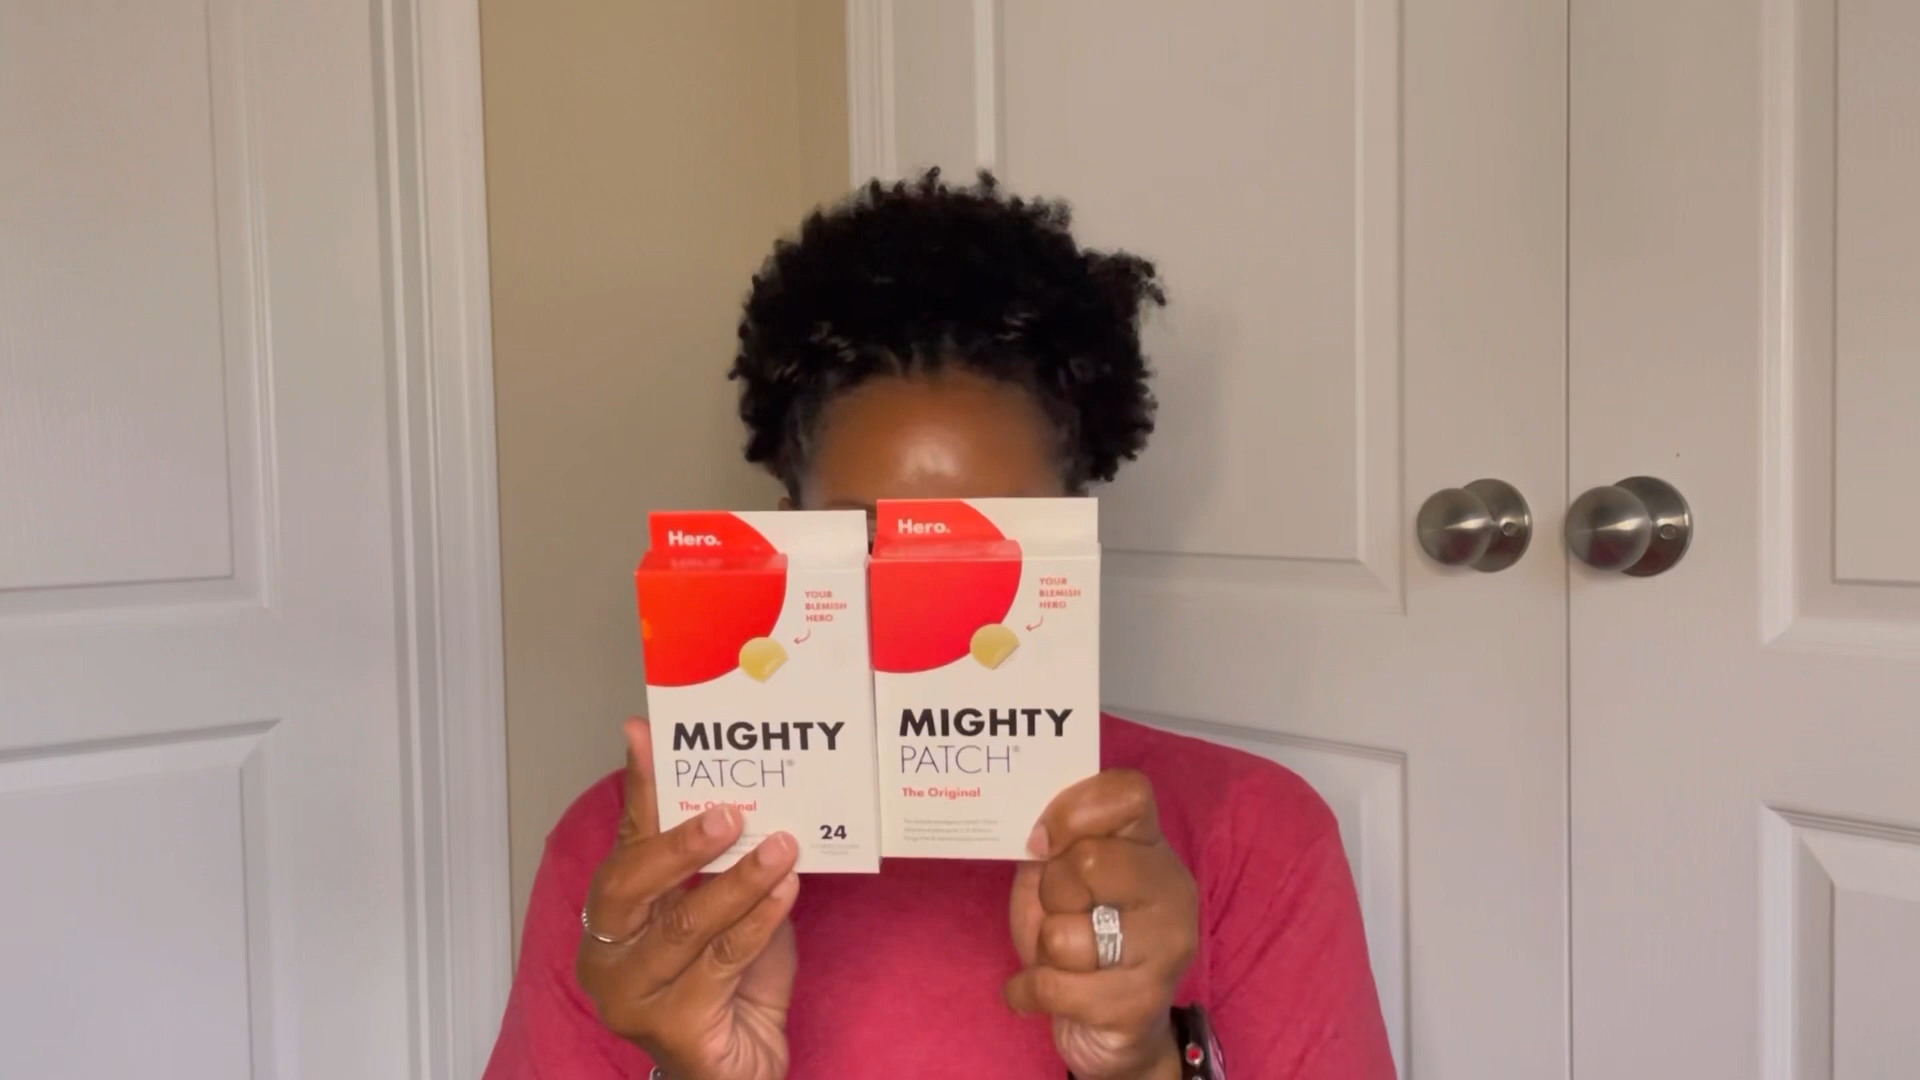 Hero.
YOUR
BLEMISH
HERO
MIGHTY
PATCH®
The Original
24
Hero.
YOUR
BLEMISH
HERO
MIGHTY
PATCH®
The Original